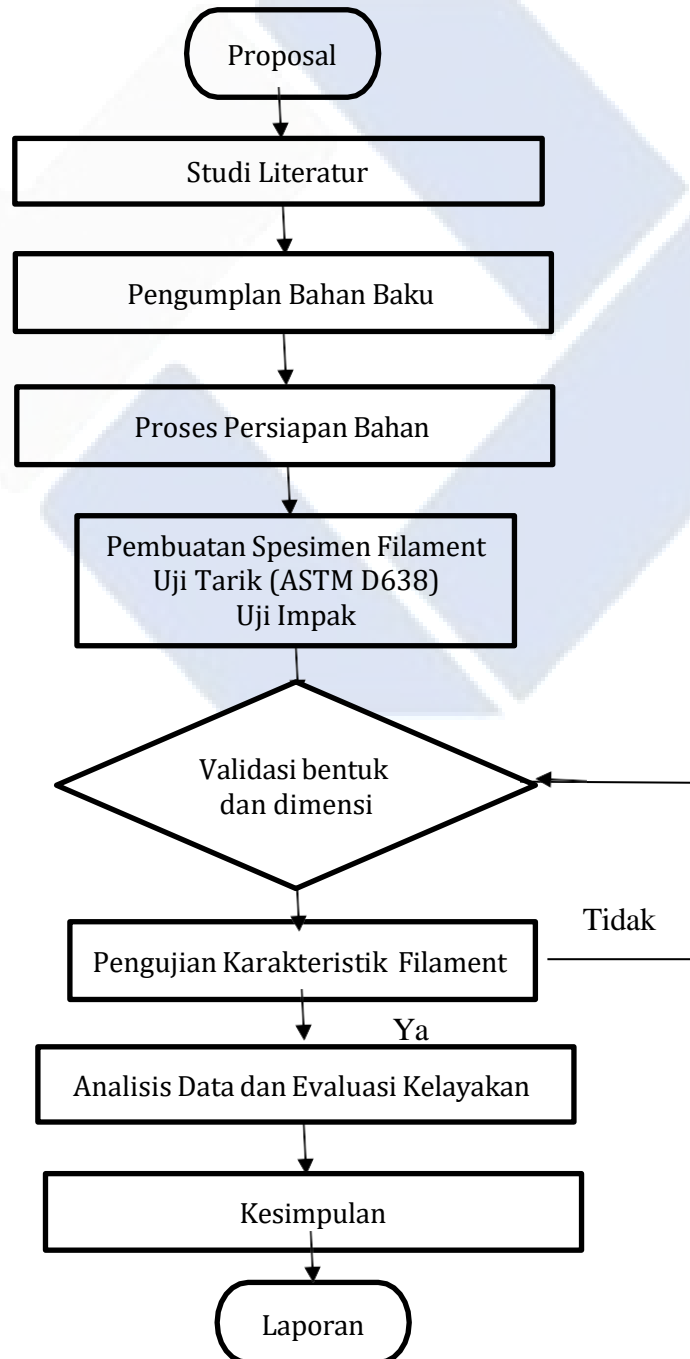 Proposal
Studi Literatur
Pengumplan Bahan Baku
Proses Persiapan Bahan
Pembuatan Spesimen Filament
Uji Tarik (ASTM D638)
Uji Impak
Validasi bentuk
dan dimensi
Tidak
Pengujian Karakteristik Filament
Ya
Analisis Data dan Evaluasi Kelayakan
Kesimpulan
Laporan